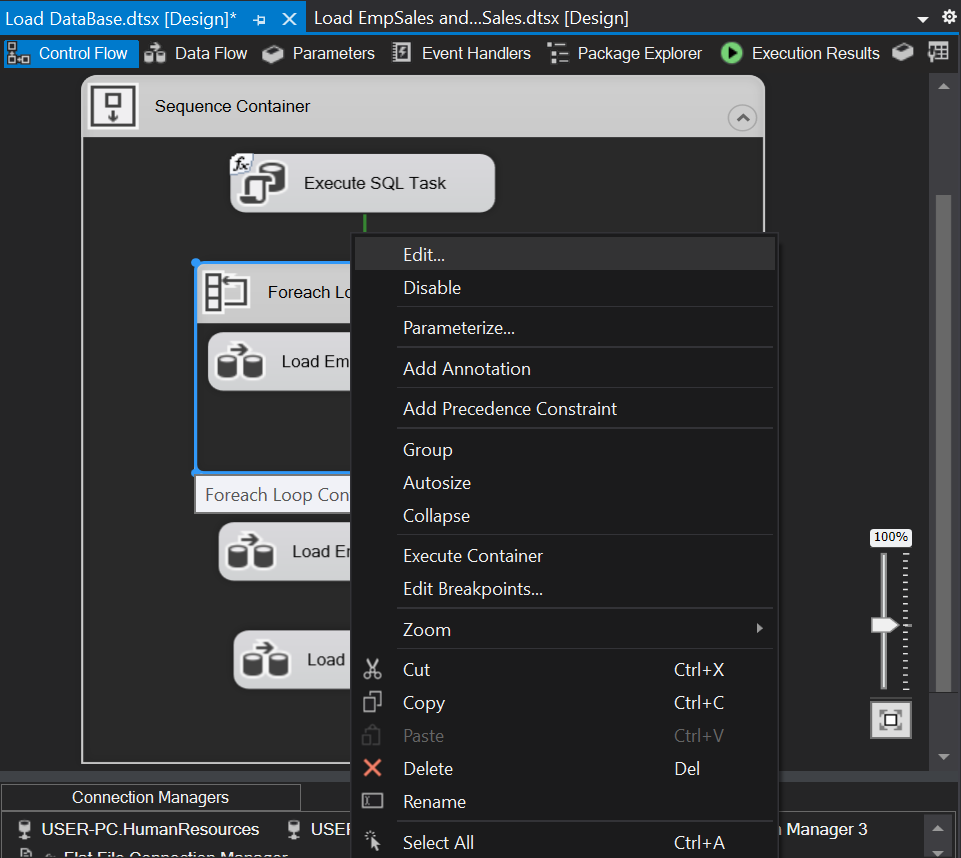 Load DataBase.dtsx [Design]*
Load EmpSales and...Sales.dtsx [Design]
Control Flow
Data Flow
Parameters
Event Handlers
Package Explorer
Execution Results
Sequence Container
fx
Execute SQL Task
Edit...
Disable
Foreach Lo
Parameterize...
Load Em
Add Annotation
Add Precedence Constraint
Group
Autosize
Foreach Loop Con
Collapse
100%
Load En
Execute Container
Edit Breakpoints...
Zoom
Load
Cut Ctrl+X
Copy Ctrl+C
Paste Ctrl+V
Delete Del
Connection Managers
Rename
USER-PC.HumanResources
USER
Manager 3
Select All Ctrl+A
Flat File Connection Manager